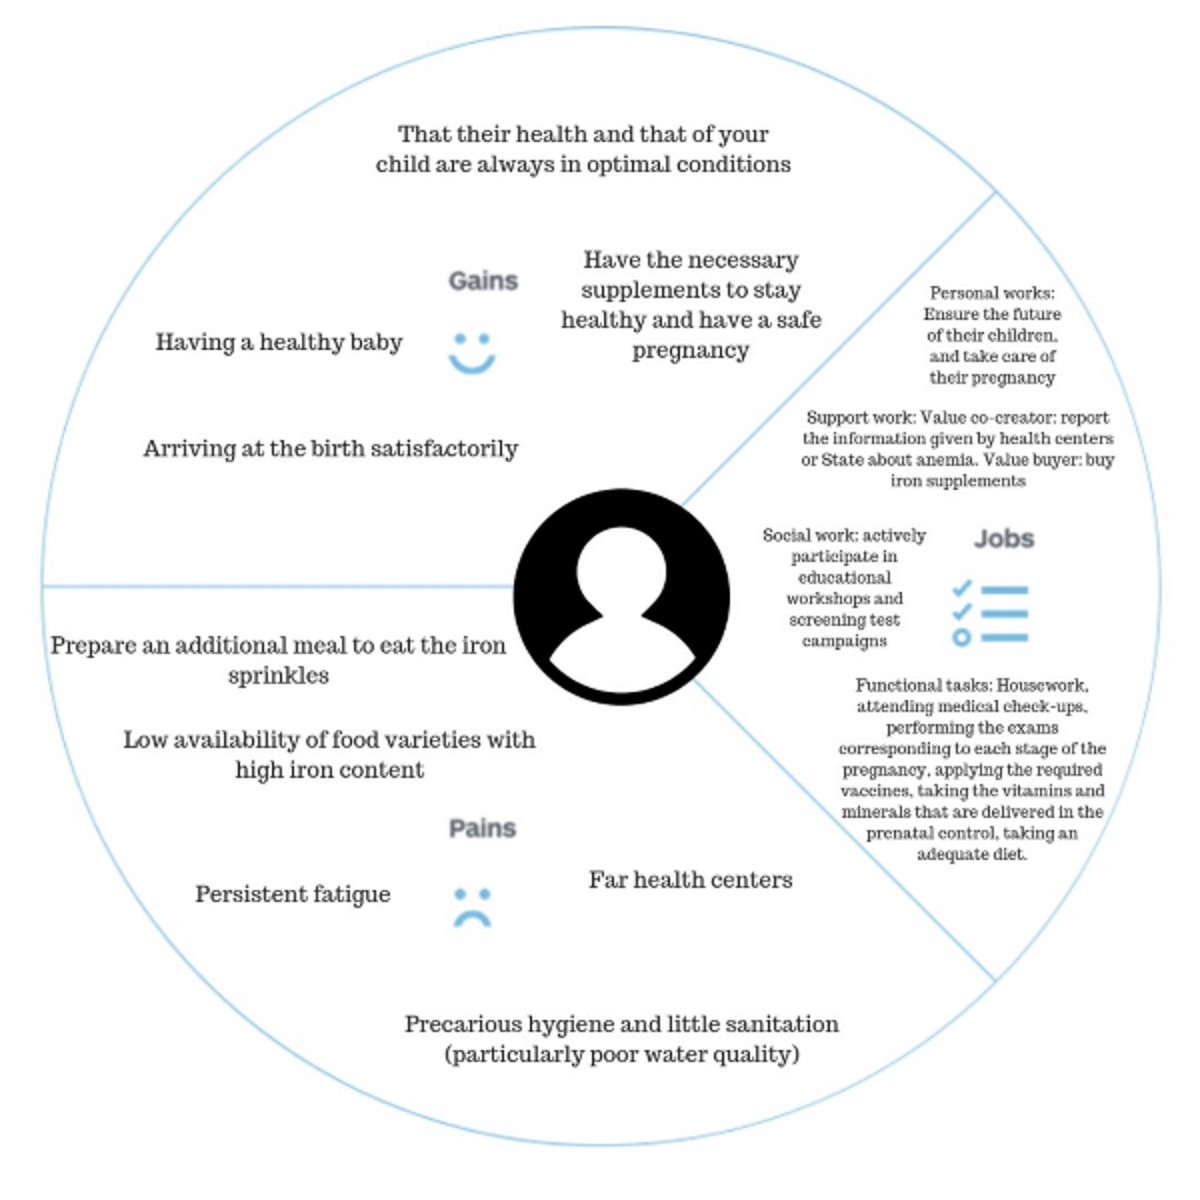 That their health and that of your
child are always in optimal conditions
Gains
Have the necessary
supplements to stay
healthy and have a safe
pregnancy
Having a healthy baby
Arriving at the birth satisfactorily
Personal works:
Ensure the future
of their children,
and take care of
their pregnancy
Support work: Value co-creator: report
the information given by health centers
or State about anemia. Value buyer: buy
iron supplements
Social work: actively
participate in
educational
workshops and
screening test
campaigns
Jobs
Functional tasks: Housework,
attending medical check-ups,
performing the exams
corresponding to each stage of the
pregnancy, applying the required
vaccines, taking the vitamins and
minerals that are delivered in the
prenatal control, taking an
adequate diet.
Prepare an additional meal to eat the iron
sprinkles
Low availability of food varieties with
high iron content
Pains
Persistent fatigue
Far health centers
Precarious hygiene and little sanitation
(particularly poor water quality)